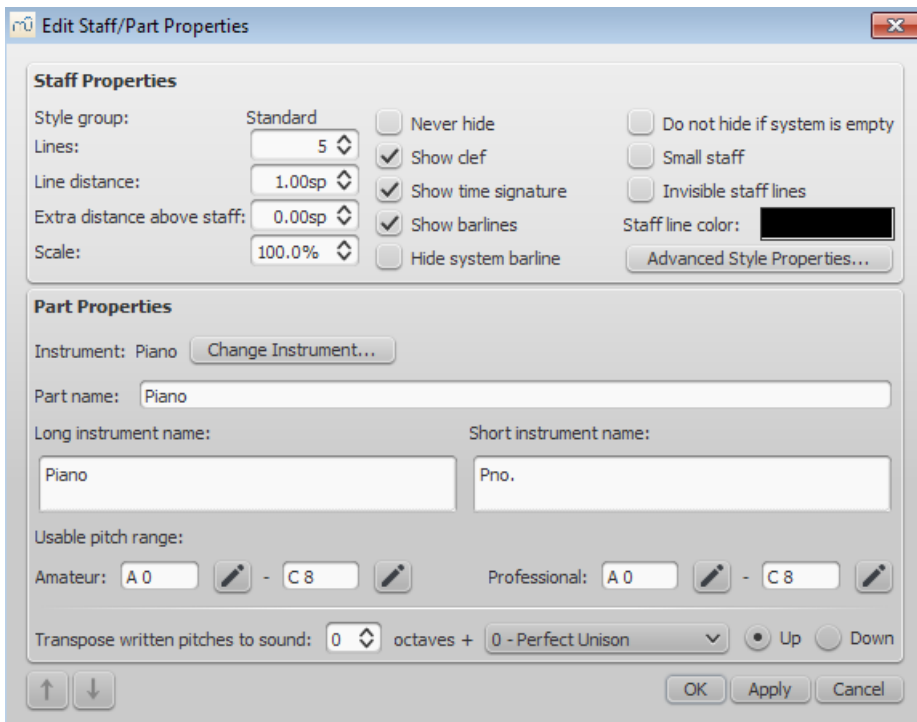 Edit Staff/Part Properties
Staff Properties
Style group: Standard
Lines: 5
Line distance: 1.00sp
Extra distance above staff: 0.00sp
Scale: 100.0%
Never hide
Show clef
Show time signature
Show barlines
Hide system barline
Do not hide if system is empty
Small staff
Invisible staff lines
Staff line color:
Advanced Style Properties...
Part Properties
Instrument: Piano Change Instrument...
Part name: Piano
Long instrument name: Short instrument name:
Piano Pno.
Usable pitch range:
Amateur: A 0 - C 8 Professional: A 0 - C 8
Transpose written pitches to sound: 0 octaves + 0 - Perfect Unison Up Down
OK Apply Cancel